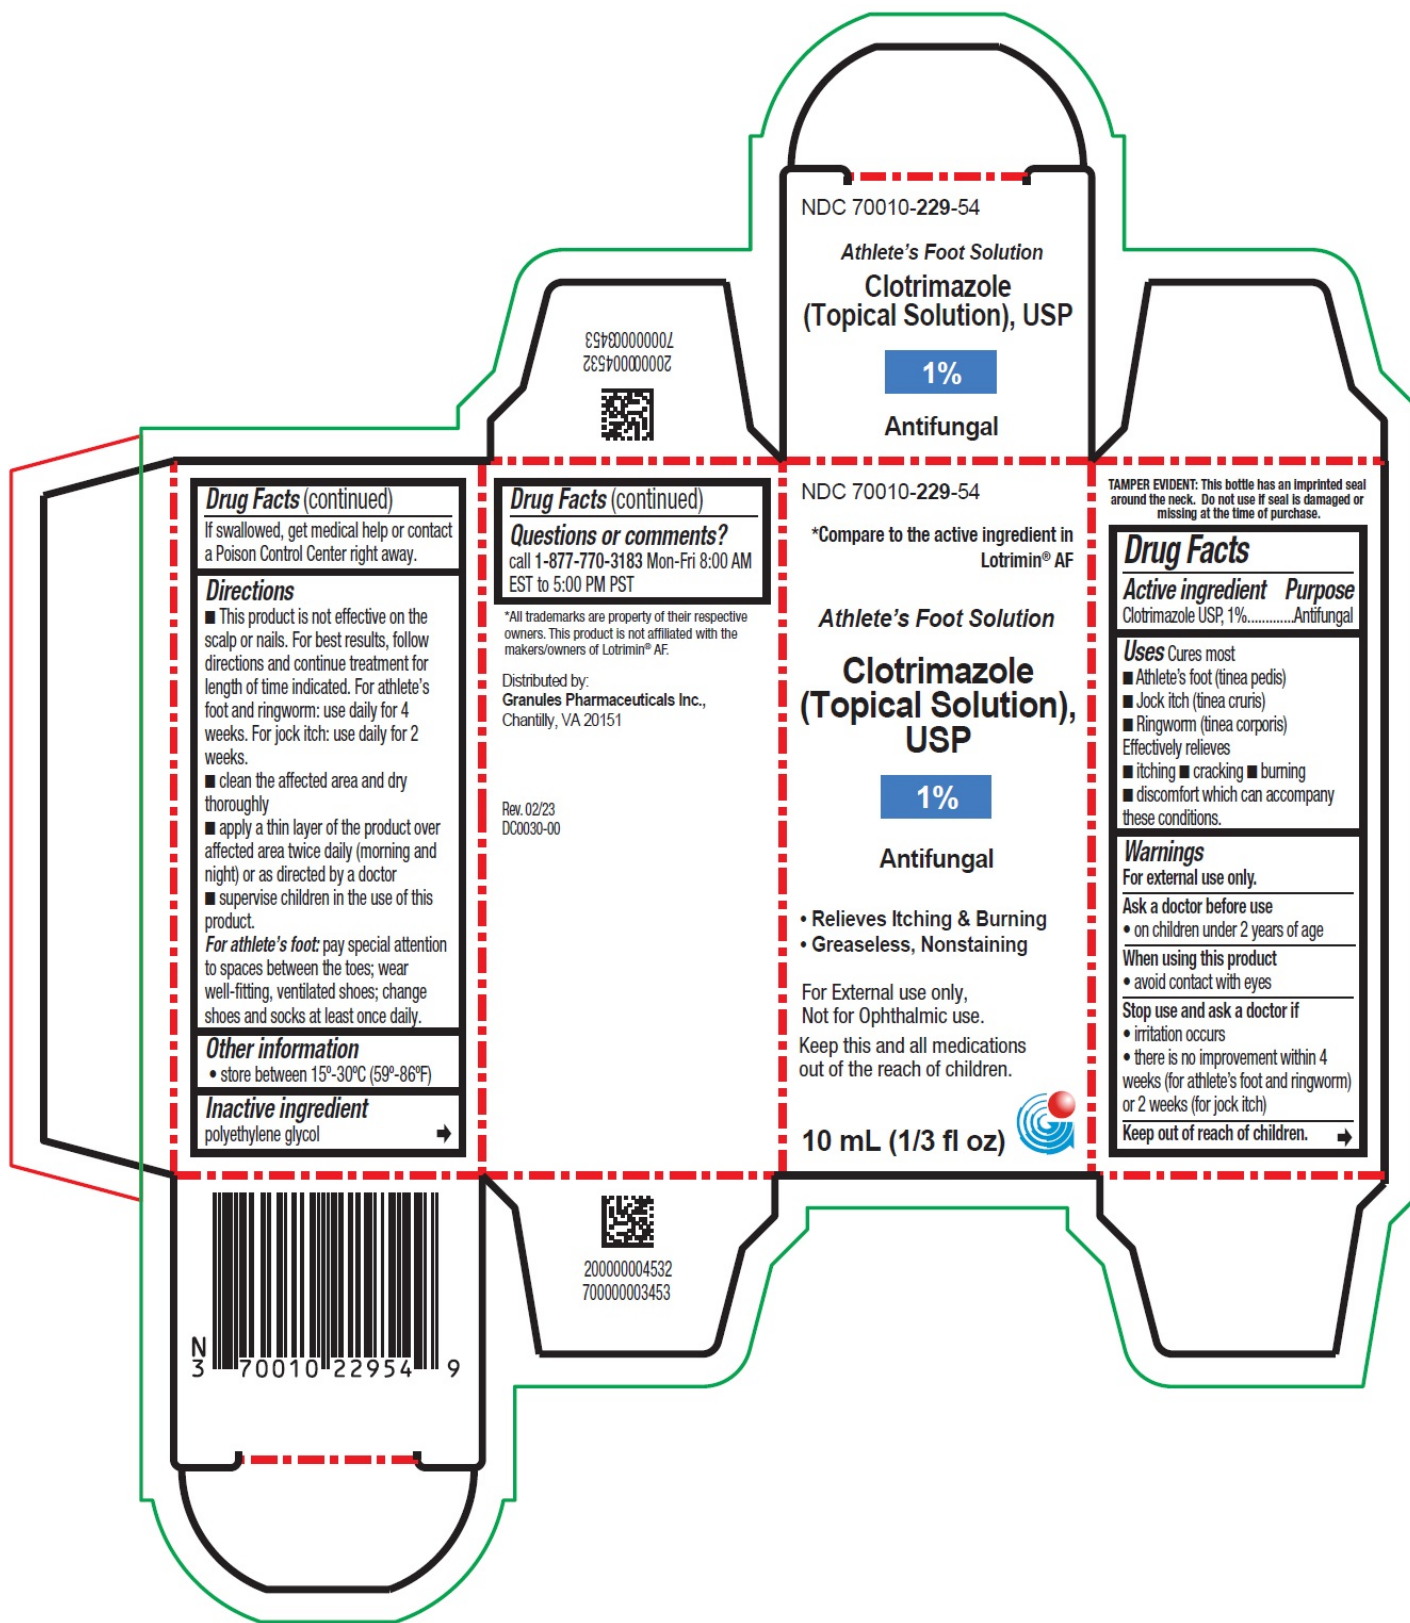 NDC 70010-229-54
Athlete's Foot Solution
Clotrimazole
(Topical Solution), USP
1%
Antifungal
700000003453
200000004532
Drug Facts (continued)
If swallowed, get medical help or contact
a Poison Control Center right away.
Directions
■ This product is not effective on the
scalp or nails. For best results, follow
directions and continue treatment for
length of time indicated. For athlete's
foot and ringworm: use daily for 4
weeks. For jock itch: use daily for 2
weeks.
■ clean the affected area and dry
thoroughly
■ apply a thin layer of the product over
affected area twice daily (morning and
night) or as directed by a doctor
■ supervise children in the use of this
product.
For athlete's foot: pay special attention
to spaces between the toes; wear
well-fitting, ventilated shoes; change
shoes and socks at least once daily.
Other information
• store between 15º-30ºC (59º-86ºF)
Inactive ingredient
polyethylene glycol
Drug Facts (continued)
Questions or comments?
call 1-877-770-3183 Mon-Fri 8:00 AM
EST to 5:00 PM PST
*All trademarks are property of their respective
owners. This product is not affiliated with the
makers/owners of Lotrimin® AF.
Distributed by:
Granules Pharmaceuticals Inc.,
Chantilly, VA 20151
Rev. 02/23
DC0030-00
NDC 70010-229-54
*Compare to the active ingredient in
Lotrimin® AF
Athlete's Foot Solution
Clotrimazole
(Topical Solution),
USP
1%
Antifungal
• Relieves Itching & Burning
• Greaseless, Nonstaining
For External use only,
Not for Ophthalmic use.
Keep this and all medications
out of the reach of children.
10 mL (1/3 fl oz)
TAMPER EVIDENT: This bottle has an imprinted seal
around the neck. Do not use if seal is damaged or
missing at the time of purchase.
Drug Facts
Active ingredient Purpose
Clotrimazole USP, 1%.............Antifungal
Uses Cures most
■ Athlete's foot (tinea pedis)
■ Jock itch (tinea cruris)
■ Ringworm (tinea corporis)
Effectively relieves
■ itching ■ cracking ■ burning
■ discomfort which can accompany
these conditions.
Warnings
For external use only.
Ask a doctor before use
• on children under 2 years of age
When using this product
• avoid contact with eyes
Stop use and ask a doctor if
• irritation occurs
• there is no improvement within 4
weeks (for athlete's foot and ringworm)
or 2 weeks (for jock itch)
Keep out of reach of children.
N
3 70010 22954 9
200000004532
700000003453